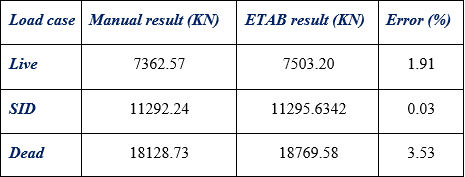 Load case Manual result (KN) ETAB result (KN) Error (%)
Live 7362.57 7503.20 1.91
SID 11292.24 11295.6342 0.03
Dead 18128.73 18769.58 3.53